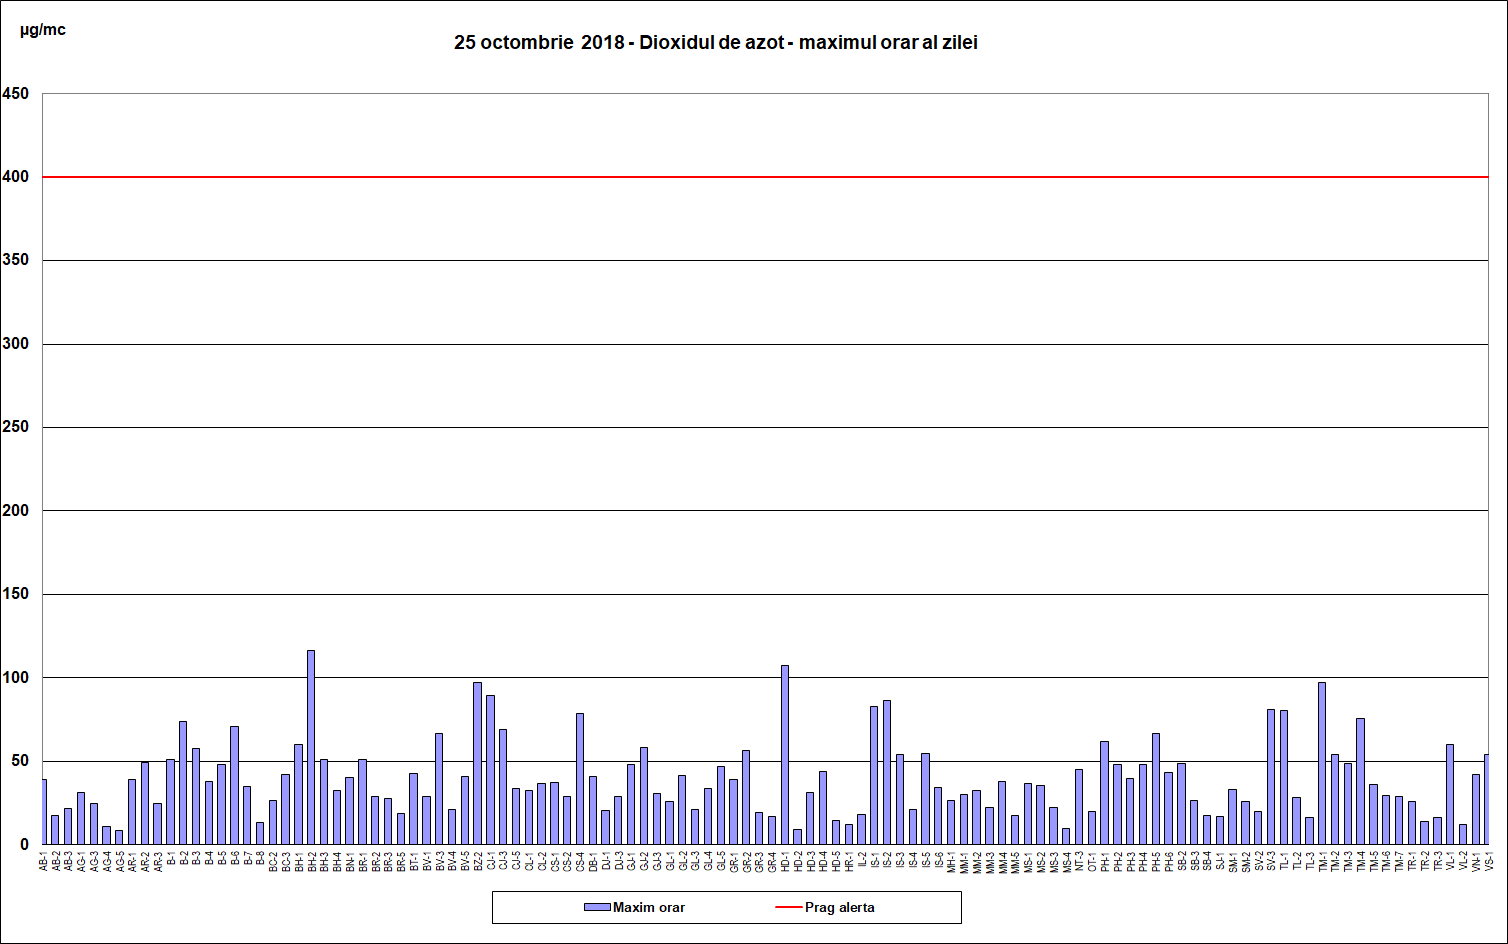 µg/mc
25 octombrie 2018 - Dioxidul de azot - maximul orar al zilei
450
400
350
300
250
200
150
100
50
0
AB-1 AB-2 AB-3 AG-1 AG-3 AG-4 AG-5 AR-1 AR-2 AR-3 B-1 B-2 B-3 B-4 B-5 B-6 B-7 B-8 BC-2 BC-3 BH-1 BH-2 BH-3 BH-4 BN-1 BR-1 BR-2 BR-3 BR-5 BT-1 BV-1 BV-3 BV-4 BV-5 BZ-2 CJ-1 CJ-3 CJ-5 CL-1 CL-2 CS-1 CS-2 CS-4 DB-1 DJ-1 DJ-3 GJ-1 GJ-2 GJ-3 GL-1 GL-2 GL-3 GL-4 GL-5 GR-1 GR-2 GR-3 GR-4 HD-1 HD-2 HD-3 HD-4 HD-5 HR-1 IL-2 IS-1 IS-2 IS-3 IS-4 IS-5 IS-6 MH-1 MM-1 MM-2 MM-3 MM-4 MM-5 MS-1 MS-2 MS-3 MS-4 NT-3 OT-1 PH-1 PH-2 PH-3 PH-4 PH-5 PH-6 SB-2 SB-3 SB-4 SJ-1 SM-1 SM-2 SV-2 SV-3 TL-1 TL-2 TL-3 TM-1 TM-2 TM-3 TM-4 TM-5 TM-6 TM-7 TR-1 TR-2 TR-3 VL-1 VL-2 VN-1 VS-1
Maxim orar Prag alerta